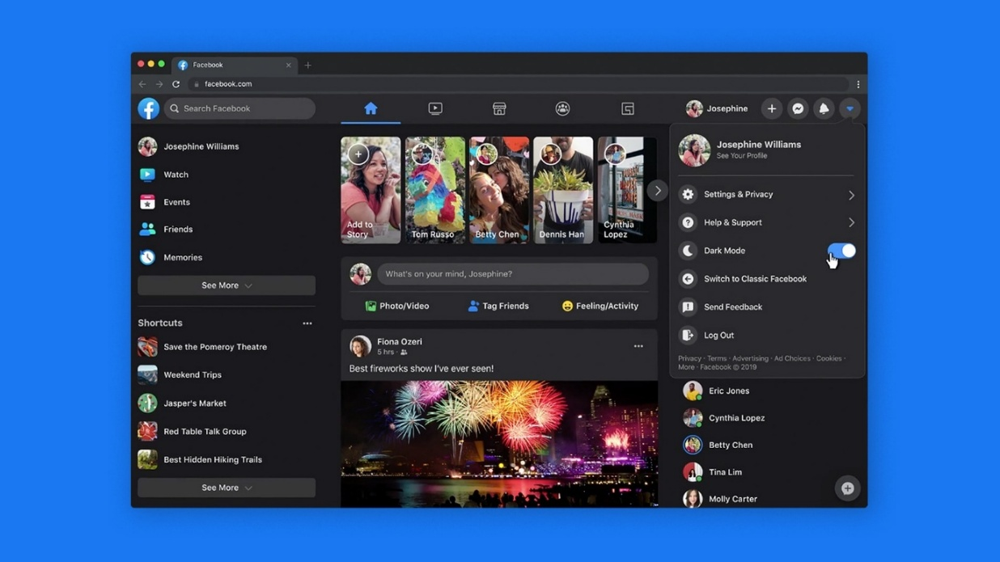 Facebook
facebook.com
Search Facebook
Josephine
Josephine Williams
Watch
Events
Friends
Memories
See More
Shortcuts
Save the Pomeroy Theatre
Weekend Trips
Jasper's Market
Red Table Talk Group
Best Hidden Hiking Trails
See More
Add to
Story
Tom Russo
Betty Chen
Dennis Han
Cynthia
Lopez
What's on your mind, Josephine?
Photo/Video
Tag Friends
Feeling/Activity
Fiona Ozeri
5 hrs ·
Best fireworks show I've ever seen!
Josephine Williams
See Your Profile
Settings & Privacy
Help & Support
Dark Mode
Switch to Classic Facebook
Send Feedback
Log Out
Privacy · Terms · Advertising · Ad Choices · Cookies ·
More · Facebook © 2019
Eric Jones
Cynthia Lopez
Betty Chen
Tina Lim
Molly Carter